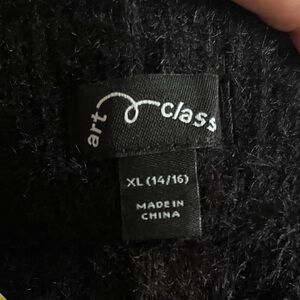 art class
XL (14/16)
MADE IN
CHINA